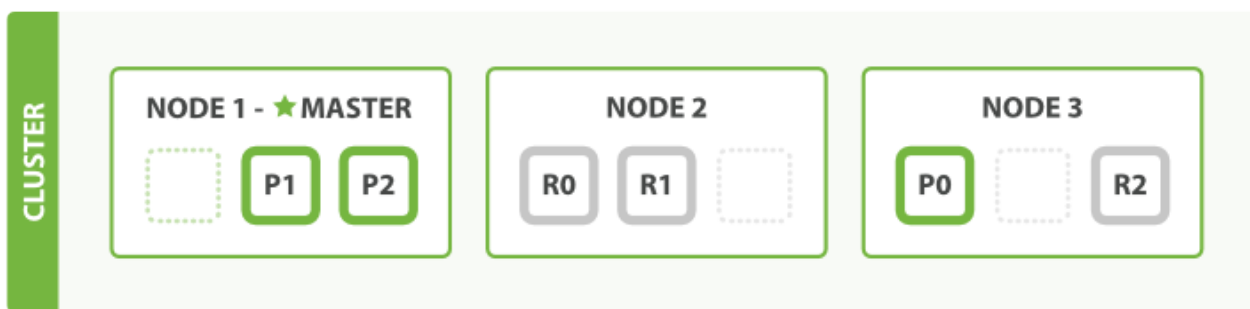 CLUSTER
NODE 1 - ★ MASTER
P1
P2
NODE 2
R0
R1
NODE 3
P0
R2